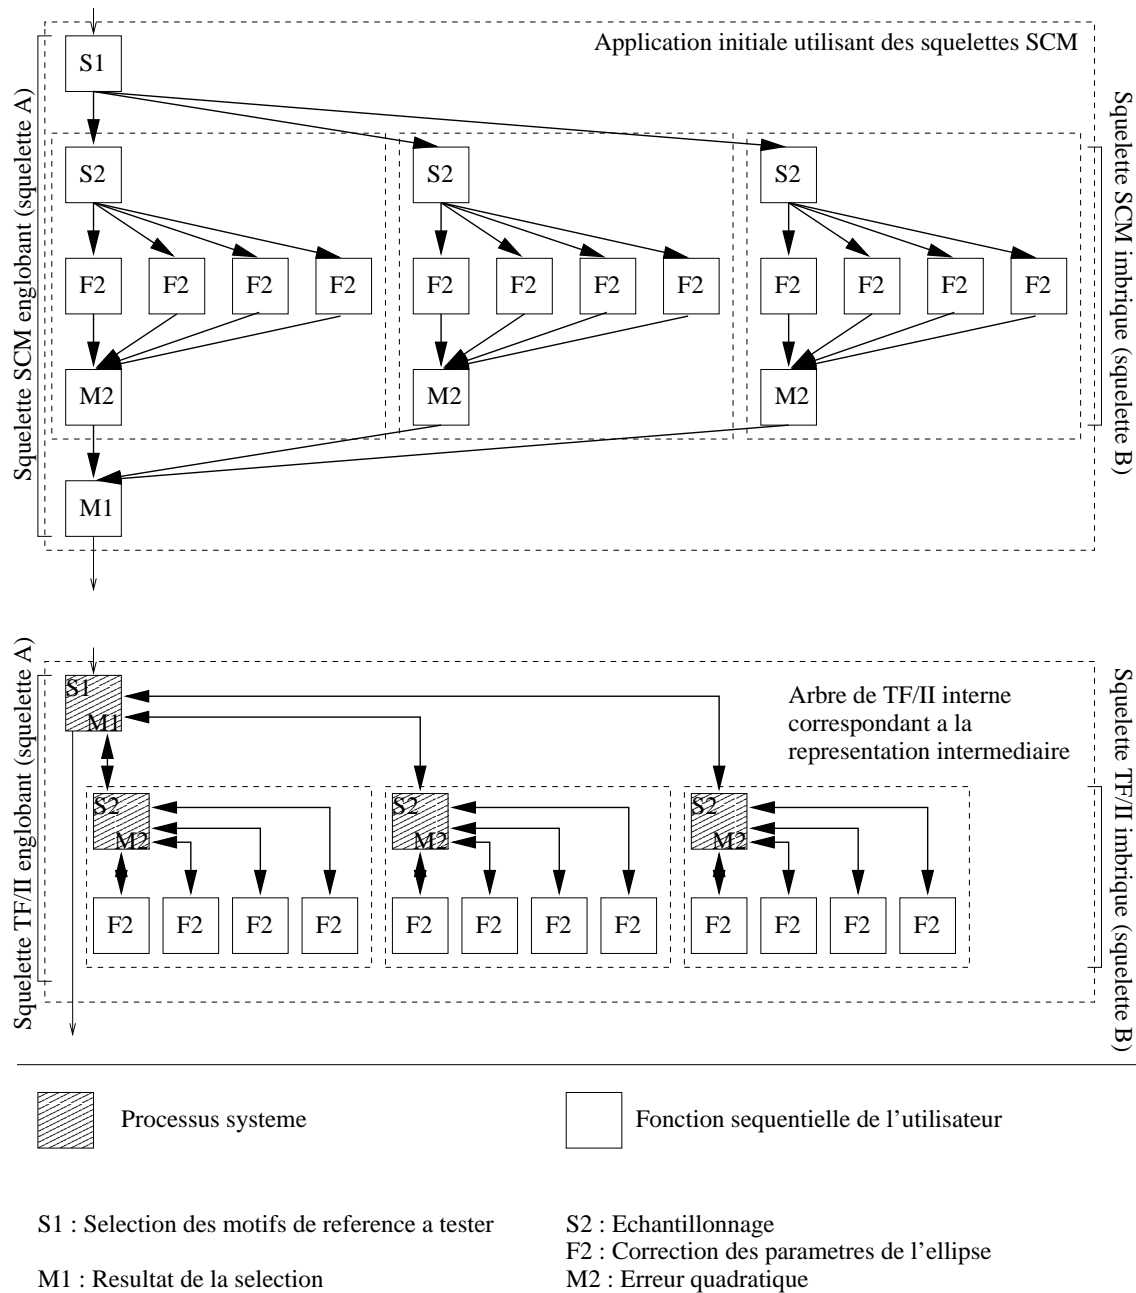 Application initiale utilisant des squelettes SCM
Squelette SCM englobant (squelette A)
Squelette SCM imbrique (squelette B)
S1
S2 S2 S2
F2 F2 F2 F2 F2 F2 F2 F2 F2 F2 F2 F2
M2 M2 M2
M1
Squelette TF/II englobant (squelette A)
Squelette TF/II imbrique (squelette B)
Arbre de TF/II interne
correspondant a la
representation intermediaire
S1
M1
S2 S2 S2
M2 M2 M2
F2 F2 F2 F2 F2 F2 F2 F2 F2 F2 F2 F2
Processus systeme
Fonction sequentielle de l'utilisateur
S1 : Selection des motifs de reference a tester
M1 : Resultat de la selection
S2 : Echantillonnage
F2 : Correction des parametres de l'ellipse
M2 : Erreur quadratique